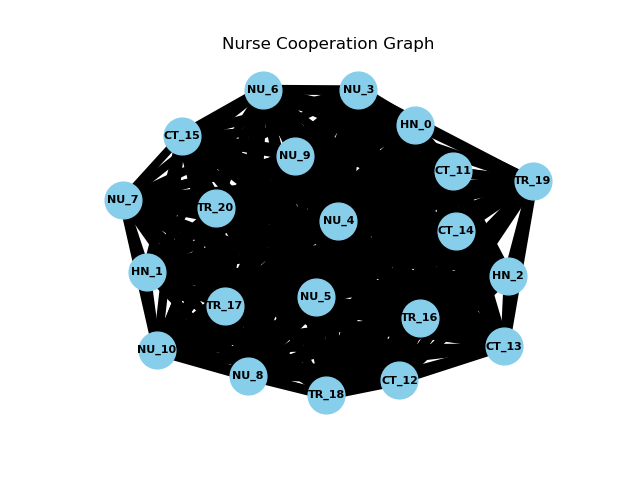 Nurse Cooperation Graph
NU_6
NU_3
HN_0
CT_15
NU_9
CT_11
TR_19
NU_7
TR_20
NU_4
CT_14
HN_1
HN_2
NU_5
TR_17
TR_16
NU_10
CT_13
NU_8
CT_12
TR_18